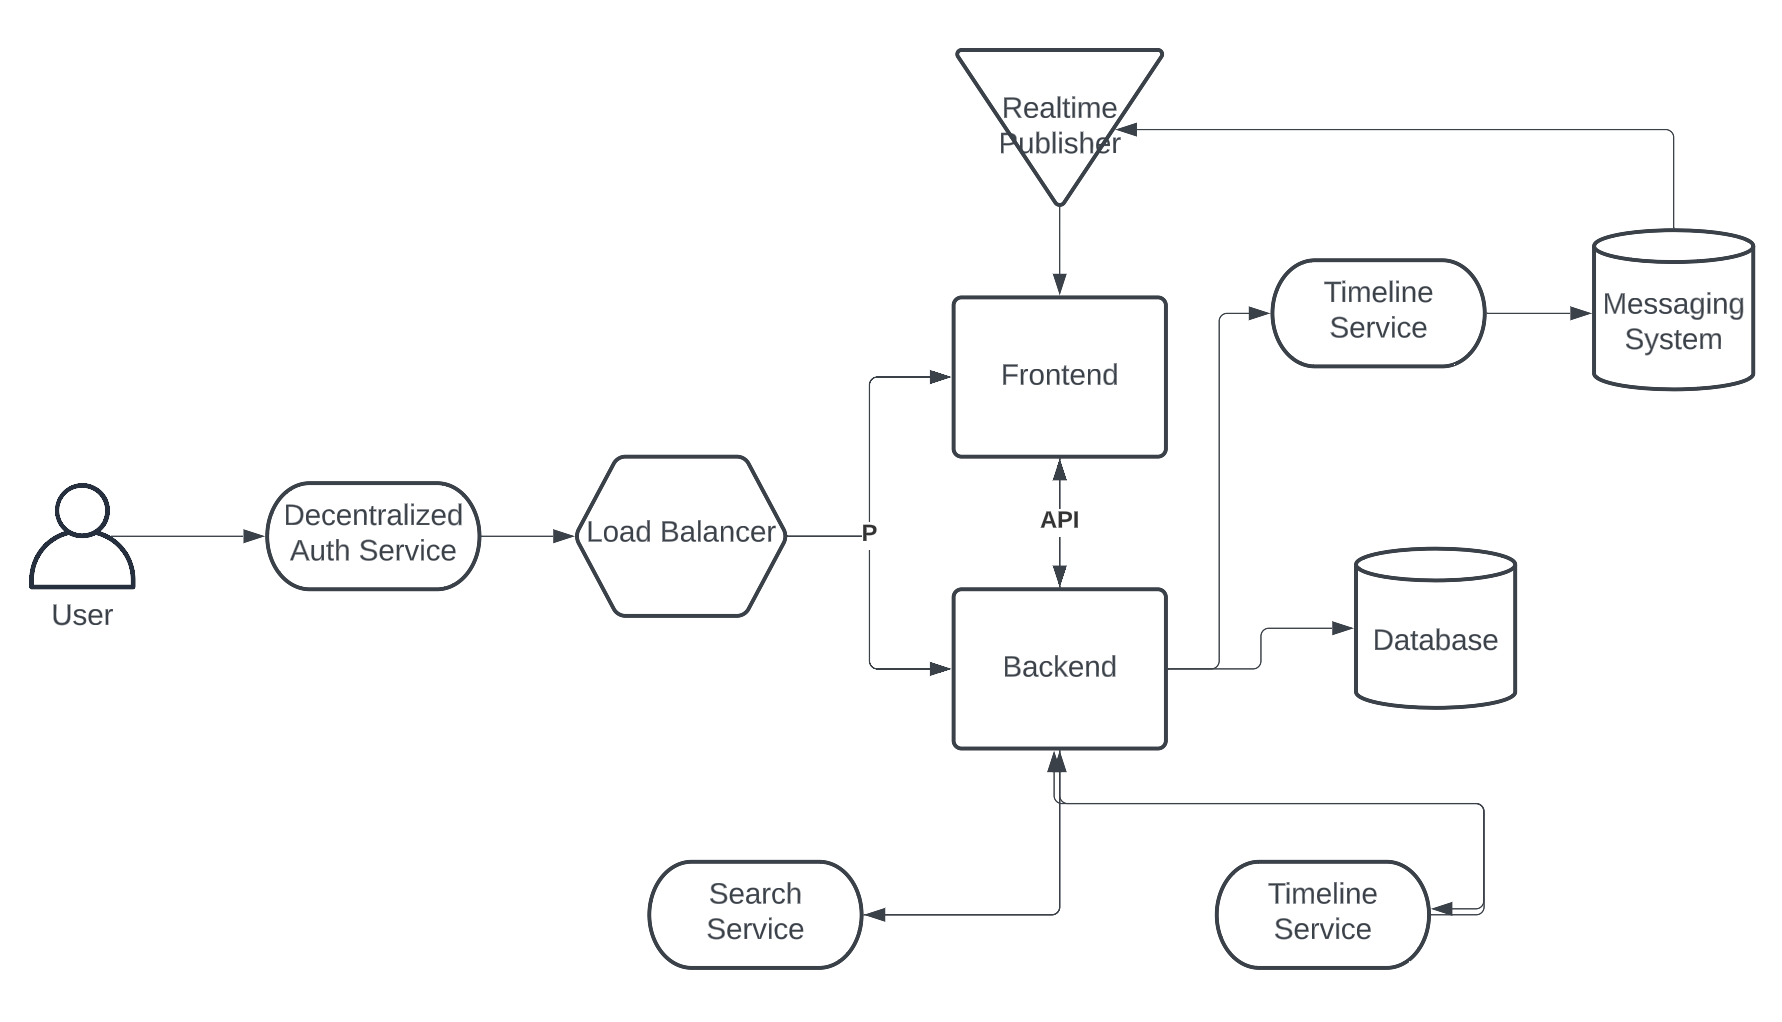 Realtime
Publisher
Timeline
Service
Messaging
System
Frontend
Decentralized
Auth Service
Load Balancer
P
API
User
Database
Backend
Search
Service
Timeline
Service